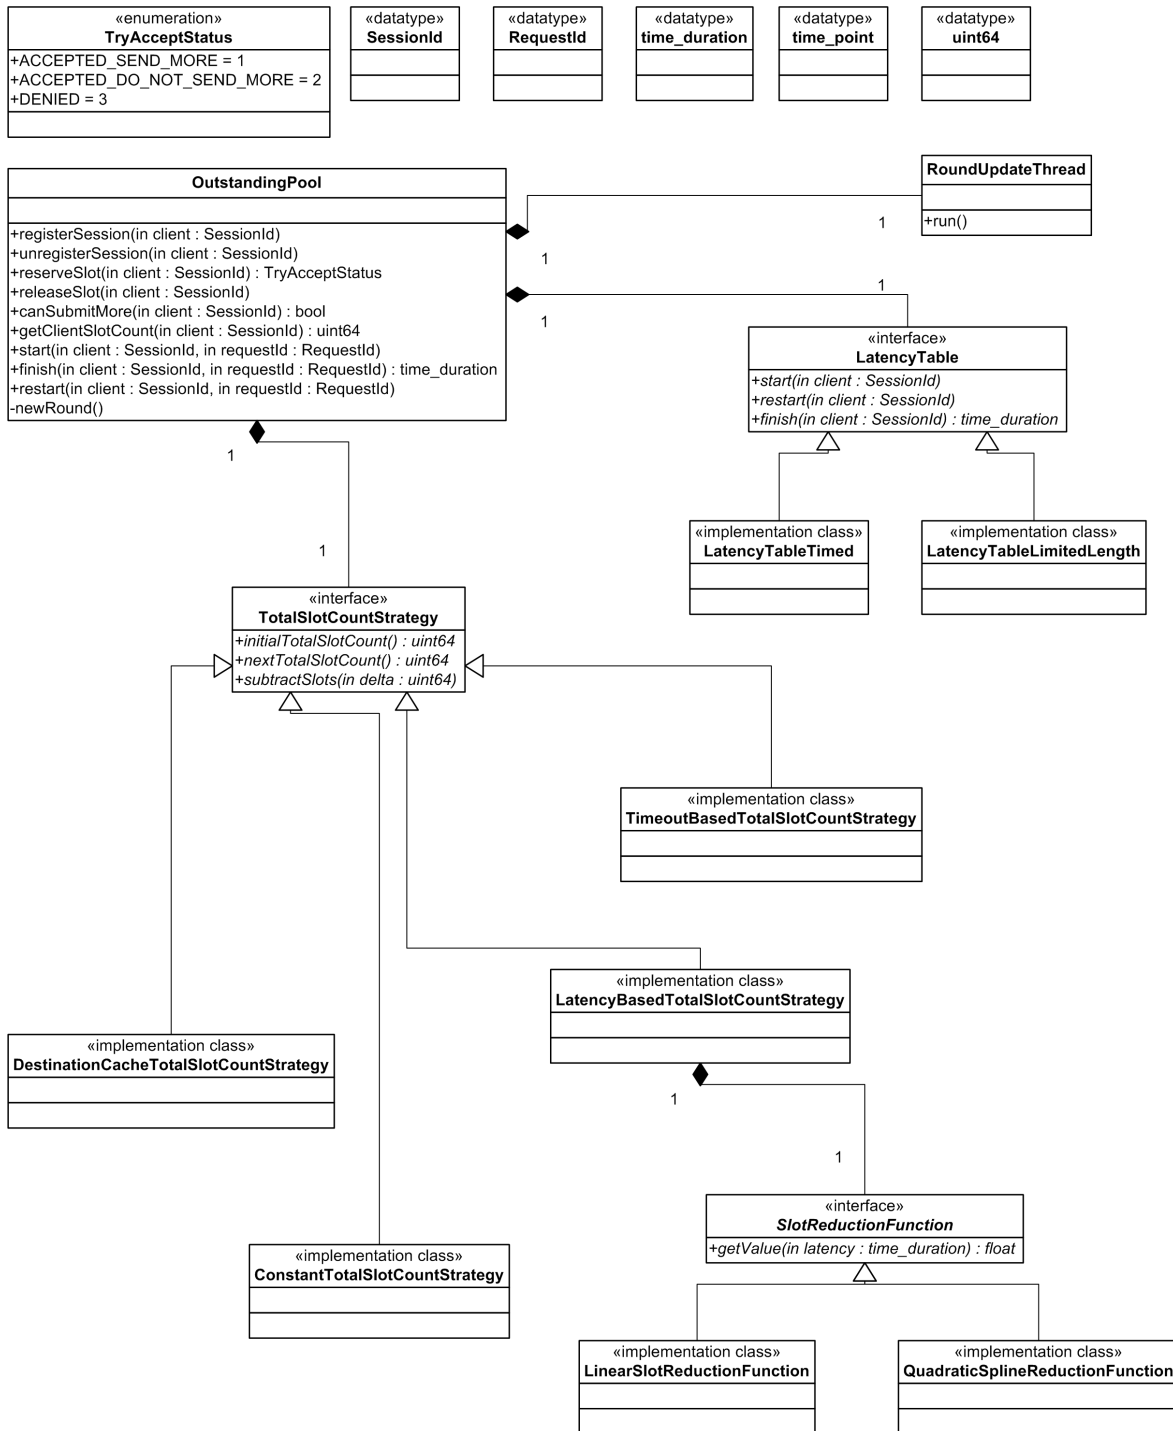 «enumeration»
TryAcceptStatus
+ACCEPTED_SEND_MORE = 1
+ACCEPTED_DO_NOT_SEND_MORE = 2
+DENIED = 3
«datatype»
SessionId
«datatype»
RequestId
«datatype»
time_duration
«datatype»
time_point
«datatype»
uint64
OutstandingPool
+registerSession(in client : SessionId)
+unregisterSession(in client : SessionId)
+reserveSlot(in client : SessionId) : TryAcceptStatus
+releaseSlot(in client : SessionId)
+canSubmitMore(in client : SessionId) : bool
+getClientSlotCount(in client : SessionId) : uint64
+start(in client : SessionId, in requestId : RequestId)
+finish(in client : SessionId, in requestId : RequestId) : time_duration
+restart(in client : SessionId, in requestId : RequestId)
-newRound()
RoundUpdateThread
+run()
1
1
1
1
«interface»
LatencyTable
+start(in client : SessionId)
+restart(in client : SessionId)
+finish(in client : SessionId) : time_duration
1
1
«implementation class»
LatencyTableTimed
«implementation class»
LatencyTableLimitedLength
«interface»
TotalSlotCountStrategy
+initialTotalSlotCount() : uint64
+nextTotalSlotCount() : uint64
+subtractSlots(in delta : uint64)
«implementation class»
TimeoutBasedTotalSlotCountStrategy
«implementation class»
LatencyBasedTotalSlotCountStrategy
«implementation class»
DestinationCacheTotalSlotCountStrategy
1
1
«interface»
SlotReductionFunction
+getValue(in latency : time_duration) : float
«implementation class»
ConstantTotalSlotCountStrategy
«implementation class»
LinearSlotReductionFunction
«implementation class»
QuadraticSplineReductionFunction